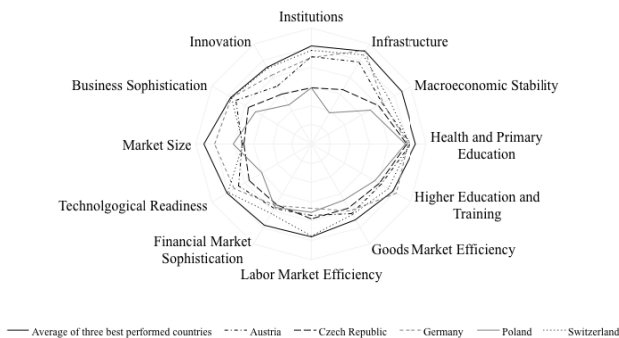 Institutions
Innovation
Infrastructure
Business Sophistication
Macroeconomic Stability
Market Size
Health and Primary
Education
Technolgogical Readiness
Higher Education and
Training
Financial Market
Sophistication
Goods Market Efficiency
Labor Market Efficiency
Average of three best performed countries
Austria
Czech Republic
Germany
Poland
Switzerland